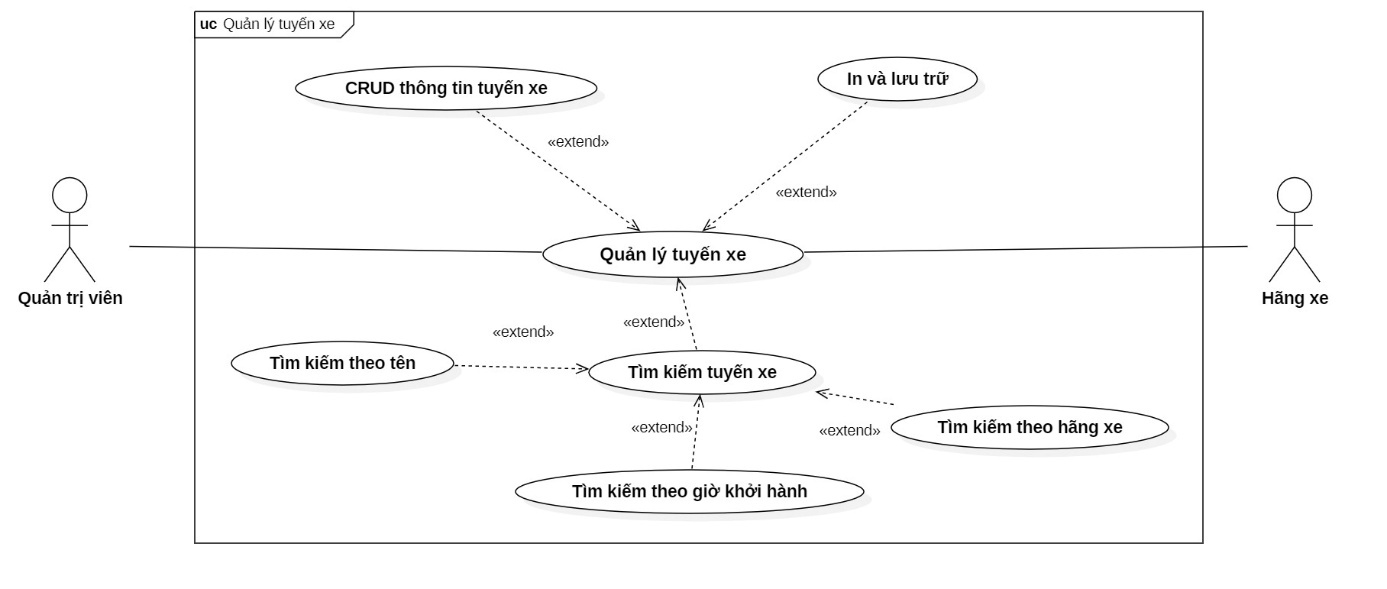 uc Quản lý tuyến xe
CRUD thông tin tuyến xe
In và lưu trữ
«extend»
«extend»
Quản lý tuyến xe
Quản trị viên
Hãng xe
«extend»
«extend»
Tìm kiếm theo tên
Tìm kiếm tuyến xe
«extend»
«extend»
Tìm kiếm theo hãng xe
Tìm kiếm theo giờ khởi hành